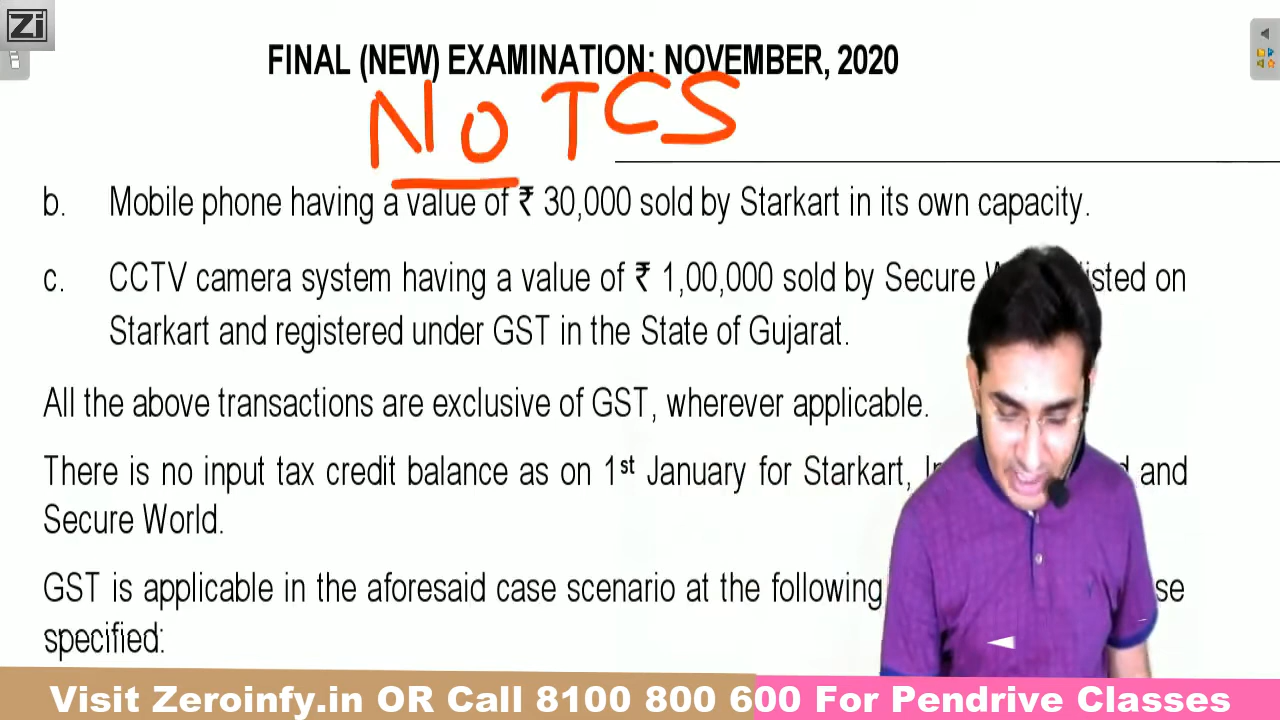 Zi
FINAL (NEW) EXAMINATION: NOVEMBER, 2020
NO TCS
b. Mobile phone having a value of ₹ 30,000 sold by Starkart in its own capacity.
c. CCTV camera system having a value of ₹ 1,00,000 sold by Secure listed on
Starkart and registered under GST in the State of Gujarat.
All the above transactions are exclusive of GST, wherever applicable.
There is no input tax credit balance as on 1st January for Starkart, and
Secure World.
GST is applicable in the aforesaid case scenario at the following
specified:
Visit Zeroinfy.in OR Call 8100 800 600 For Pendrive Classes